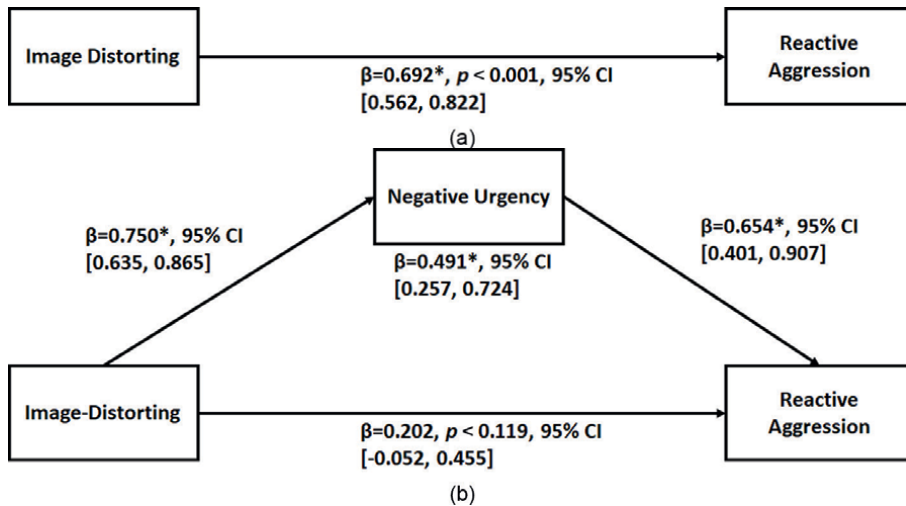 Image Distorting
Reactive
Aggression
β=0.692*, p < 0.001, 95% CI
[0.562, 0.822]
(a)
Negative Urgency
β=0.750*, 95% CI
[0.635, 0.865]
β=0.654*, 95% CI
[0.401, 0.907]
β=0.491*, 95% CI
[0.257, 0.724]
Image-Distorting
Reactive
Aggression
β=0.202, p < 0.119, 95% CI
[-0.052, 0.455]
(b)